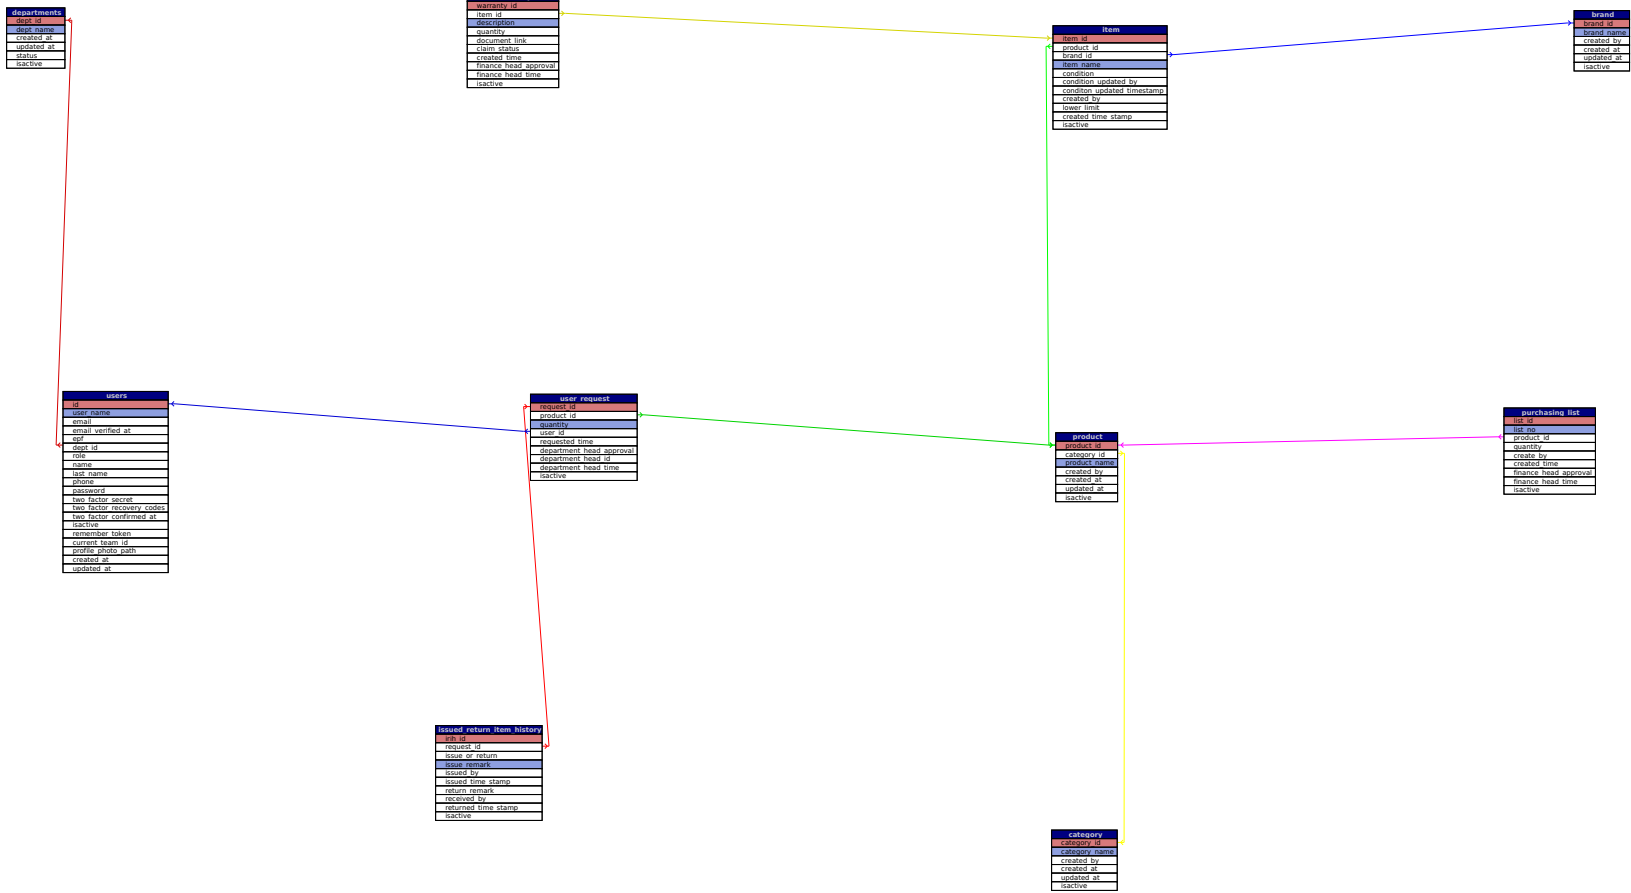 departments
dept_id
dept_name
created_at
updated_at
status
isactive
warranty_id
item_id
description
quantity
document_link
claim_status
created_time
finance_head_approval
finance_head_time
isactive
item
item_id
product_id
brand_id
item_name
condition
condition_updated_by
conditon_updated_timestamp
created_by
lower_limit
created_time_stamp
isactive
brand
brand_id
brand_name
created_by
created_at
updated_at
isactive
users
id
user_name
email
email_verified_at
epf
dept_id
role
name
last_name
phone
password
two_factor_secret
two_factor_recovery_codes
two_factor_confirmed_at
isactive
remember_token
current_team_id
profile_photo_path
created_at
updated_at
user_request
request_id
product_id
quantity
user_id
requested_time
department_head_approval
department_head_id
department_head_time
isactive
product
product_id
category_id
product_name
created_by
created_at
updated_at
isactive
purchasing_list
list_id
list_no
product_id
quantity
create_by
created_time
finance_head_approval
finance_head_time
isactive
issued_return_item_history
irih_id
request_id
issue_or_return
issue_remark
issued_by
issued_time_stamp
return_remark
received_by
returned_time_stamp
isactive
category
category_id
category_name
created_by
created_at
updated_at
isactive